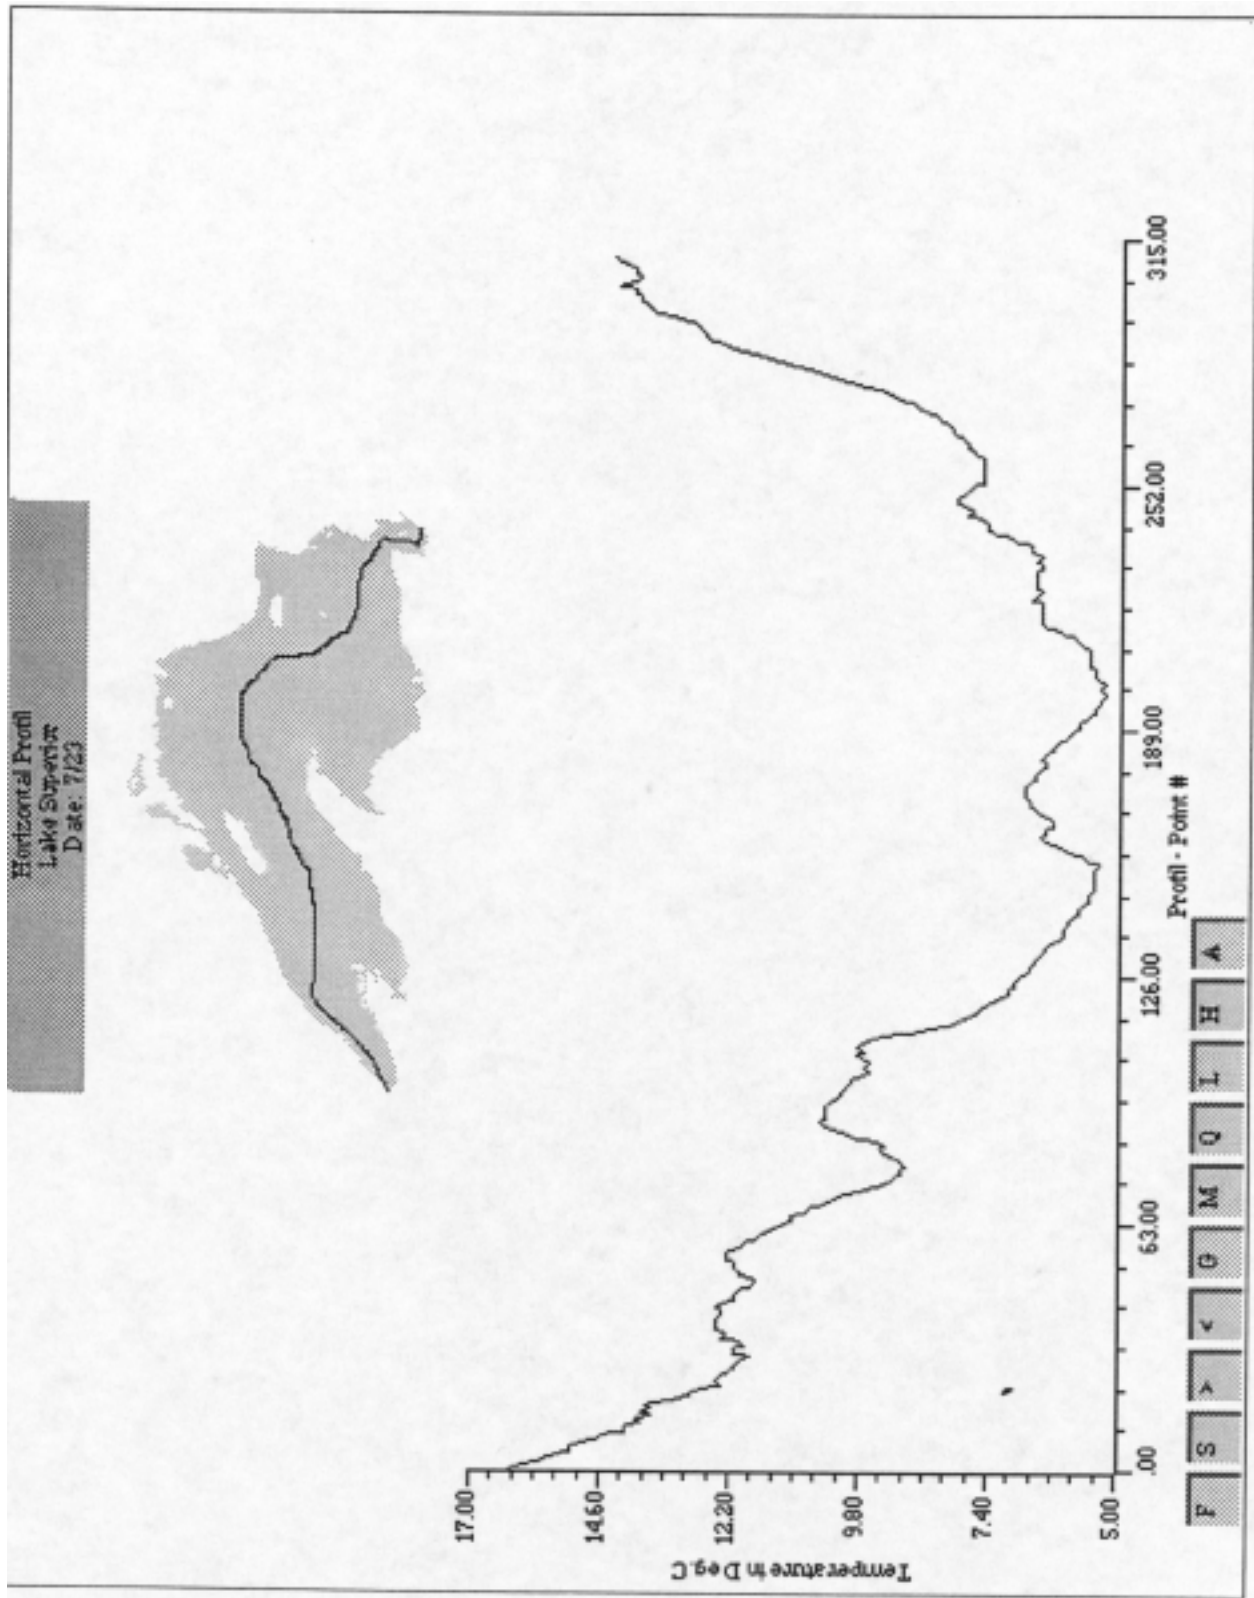 Horizontal Profil
Lake Superior
Date: 7/23
Temperature in Deg.C
17.00
14.60
12.20
9.80
7.40
5.00
.00
63.00
126.00
189.00
252.00
315.00
Profil - Point #
F S > < G M Q L H A